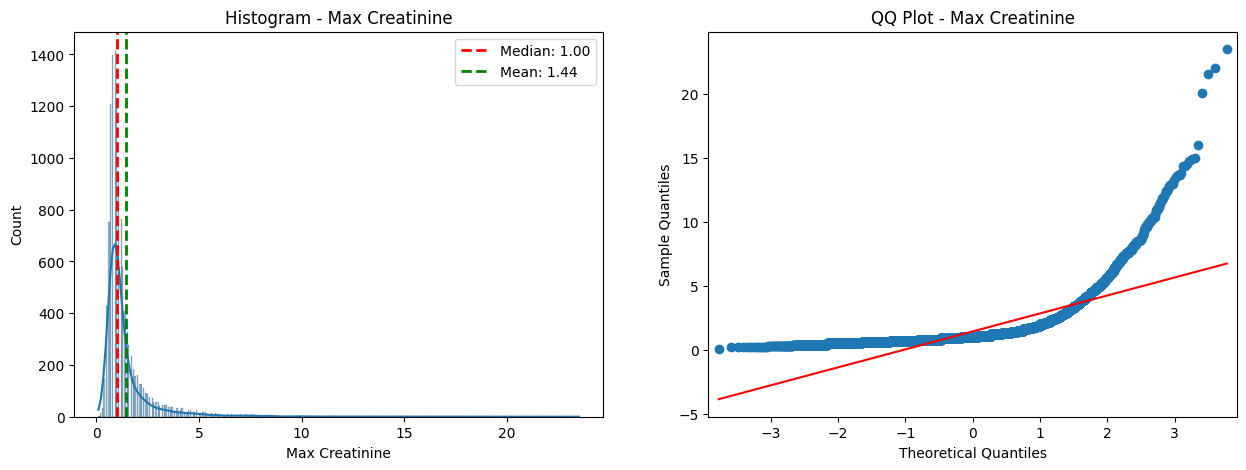 Histogram - Max Creatinine
Median: 1.00
Mean: 1.44
Count
1400
1200
1000
800
600
400
200
0
0 5 10 15 20
Max Creatinine
QQ Plot - Max Creatinine
Sample Quantiles
20
15
10
5
0
−5
−3 −2 −1 0 1 2 3
Theoretical Quantiles